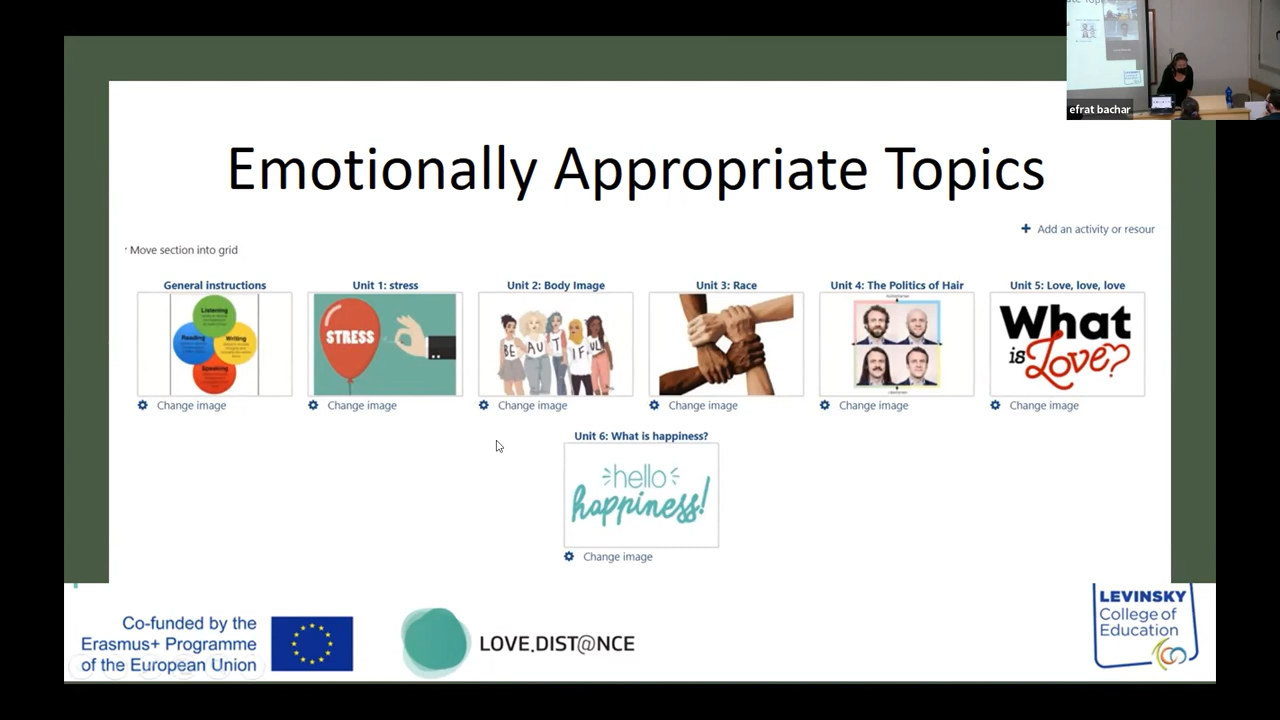 efrat bachar
Emotionally Appropriate Topics
Add an activity or resour
Move section into grid
General instructions
Unit 1: stress
Unit 2: Body Image
Unit 3: Race
Unit 4: The Politics of Hair
Unit 5: Love, love, love
Listening
Reading
Writing
Speaking
STRESS
BEAUTIFUL
What
is Love?
Change image
Change image
Change image
Change image
Change image
Change image
Unit 6: What is happiness?
hello
happiness!
Change image
Co-funded by the
Erasmus+ Programme
of the European Union
LOVE.DIST@NCE
LEVINSKY
College of
Education